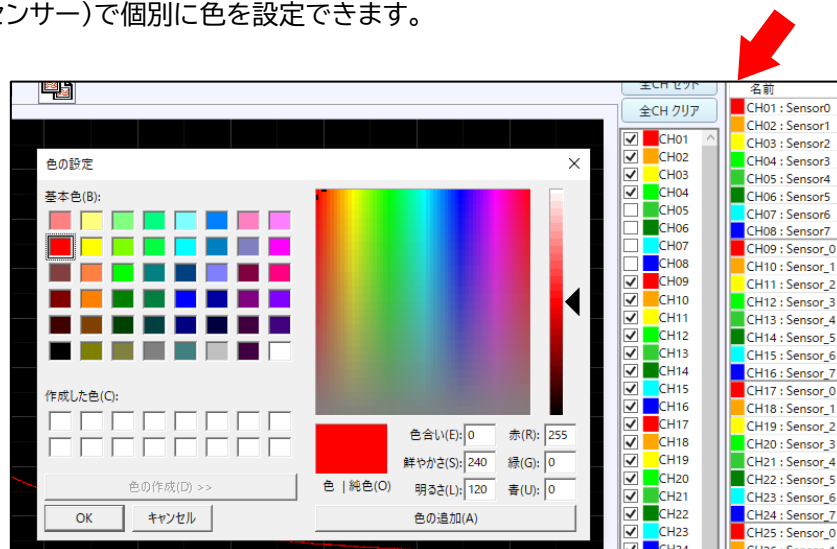 センサー）で個別に色を設定できます。
全CH セット
名前
全CH クリア
CH01
CH02
CH03
CH04
CH05
CH06
CH07
CH08
CH09
CH10
CH11
CH12
CH13
CH14
CH15
CH16
CH17
CH18
CH19
CH20
CH21
CH22
CH23
CH24
CH01 : Sensor0
CH02 : Sensor1
CH03 : Sensor2
CH04 : Sensor3
CH05 : Sensor4
CH06 : Sensor5
CH07 : Sensor6
CH08 : Sensor7
CH09 : Sensor_0
CH10 : Sensor_1
CH11 : Sensor_2
CH12 : Sensor_3
CH13 : Sensor_4
CH14 : Sensor_5
CH15 : Sensor_6
CH16 : Sensor_7
CH17 : Sensor_0
CH18 : Sensor_1
CH19 : Sensor_2
CH20 : Sensor_3
CH21 : Sensor_4
CH22 : Sensor_5
CH23 : Sensor_6
CH24 : Sensor_7
CH25 : Sensor_0
色の設定
基本色(B):
作成した色(C):
色の作成(D) >>
OK キャンセル
色 | 純色(O)
色合い(E): 0 赤(R): 255
鮮やかさ(S): 240 緑(G): 0
明るさ(L): 120 青(U): 0
色の追加(A)